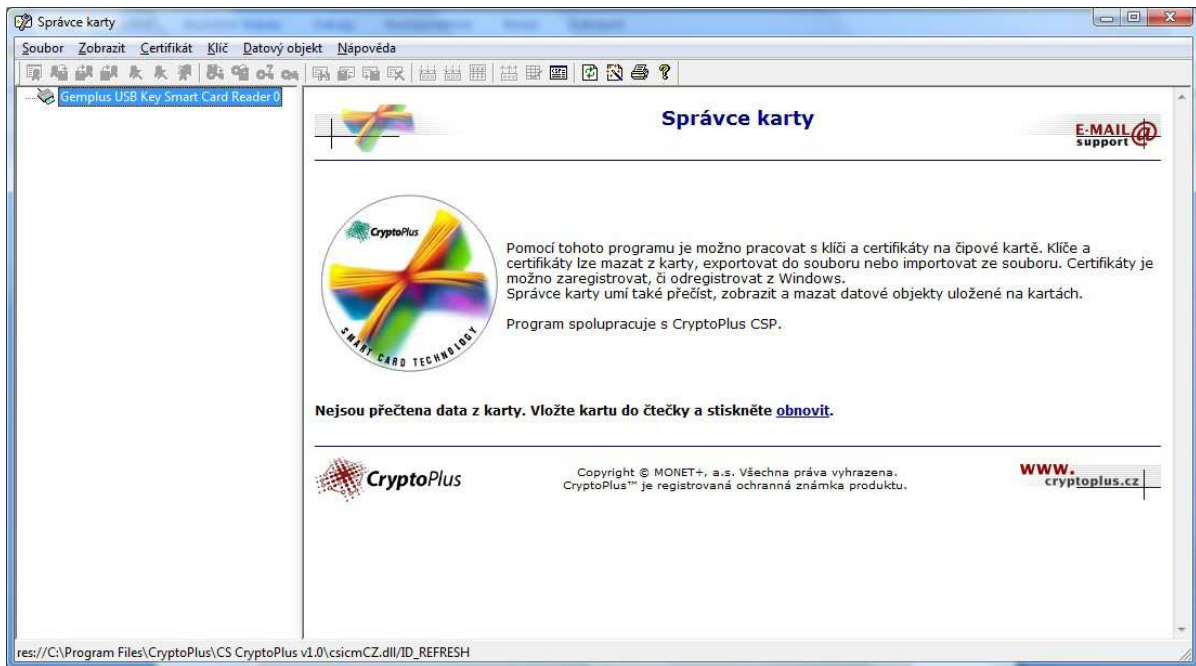 Správce karty
Soubor Zobrazit Certifikát Klíč Datový objekt Nápověda
Gemplus USB Key Smart Card Reader 0
Správce karty
E-MAIL@
support
CryptoPlus
SMART CARD TECHNOLOGY
Pomocí tohoto programu je možno pracovat s klíči a certifikáty na čipové kartě. Klíče a
certifikáty lze mazat z karty, exportovat do souboru nebo importovat ze souboru. Certifikáty je
možno zaregistrovat, či odregistrovat z Windows.
Správce karty umí také přečíst, zobrazit a mazat datové objekty uložené na kartách.
Program spolupracuje s CryptoPlus CSP.
Nejsou přečtena data z karty. Vložte kartu do čtečky a stiskněte obnovit.
CryptoPlus
Copyright © MONET+, a.s. Všechna práva vyhrazena.
CryptoPlus™ je registrovaná ochranná známka produktu.
www.
cryptoplus.cz
res://C:\Program Files\CryptoPlus\CS CryptoPlus v1.0\csicmCZ.dll/ID_REFRESH